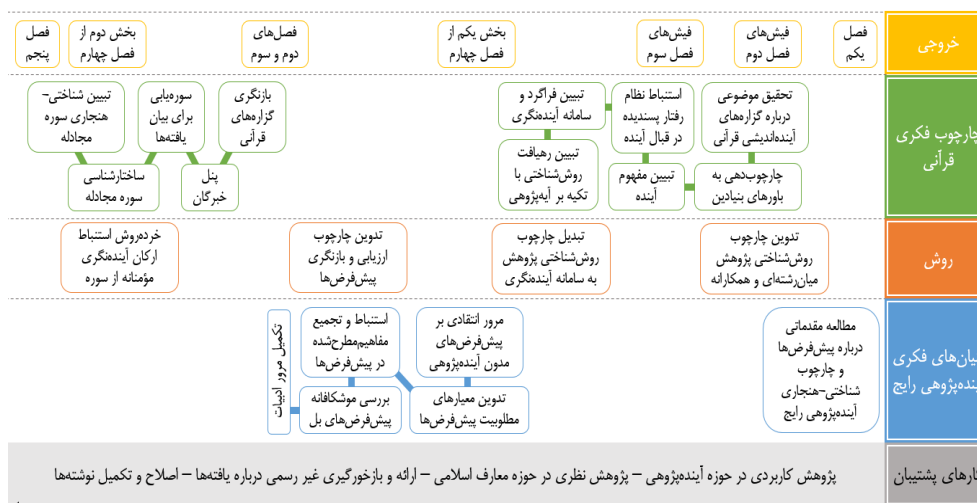 خروجی
فصل
یکم
فیش‌های
فصل دوم
فیش‌های
فصل سوم
بخش یکم از
فصل چهارم
فصل‌های
دوم و سوم
بخش دوم از
فصل چهارم
فصل
پنجم
چارچوب فکری
قرآنی
تحقیق موضوعی
درباره گزاره‌های
آینده‌اندیشی قرآنی
چارچوب‌دهی به
باورهای بنیادین
استنباط نظام
رفتار پسندیده
در قبال آینده
تبیین مفهوم
آینده
تبیین فراگرد و
سامانه آینده‌نگری
تبیین رهیافت
روش‌شناختی با
تکیه بر آیه‌پژوهی
بازنگری
گزاره‌های
قرآنی
پنل
خبرگان
سوره‌یابی
برای بیان
یافته‌ها
ساختارشناسی
سوره مجادله
تبیین شناختی-
هنجاری سوره
مجادله
روش
تدوین چارچوب
روش‌شناختی پژوهش
میان‌رشته‌ای و همکارانه
تبدیل چارچوب
روش‌شناختی پژوهش
به سامانه آینده‌نگری
تدوین چارچوب
ارزیابی و بازنگری
پیش‌فرض‌ها
خرده‌روش استنباط
ارکان آینده‌نگری
مؤمنانه از سوره
یان‌های فکری
ینده‌پژوهی رایج
مطالعه مقدماتی
درباره پیش‌فرض‌ها
و چارچوب
شناختی-هنجاری
آینده‌پژوهی رایج
مرور انتقادی بر
پیش‌فرض‌های
مدون آینده‌پژوهی
تدوین معیارهای
مطلوبیت پیش‌فرض‌ها
استنباط و تجمیع
مفاهیم‌مطرح‌شده
در پیش‌فرض‌ها
بررسی موشکافانه
پیش‌فرض‌های بل
تکمیل مرور ادبیات
کارهای پشتیبان
پژوهش کاربردی در حوزه آینده‌پژوهی – پژوهش نظری در حوزه معارف اسلامی – ارائه و بازخورگیری غیر رسمی درباره یافته‌ها – اصلاح و تکمیل نوشته‌ها